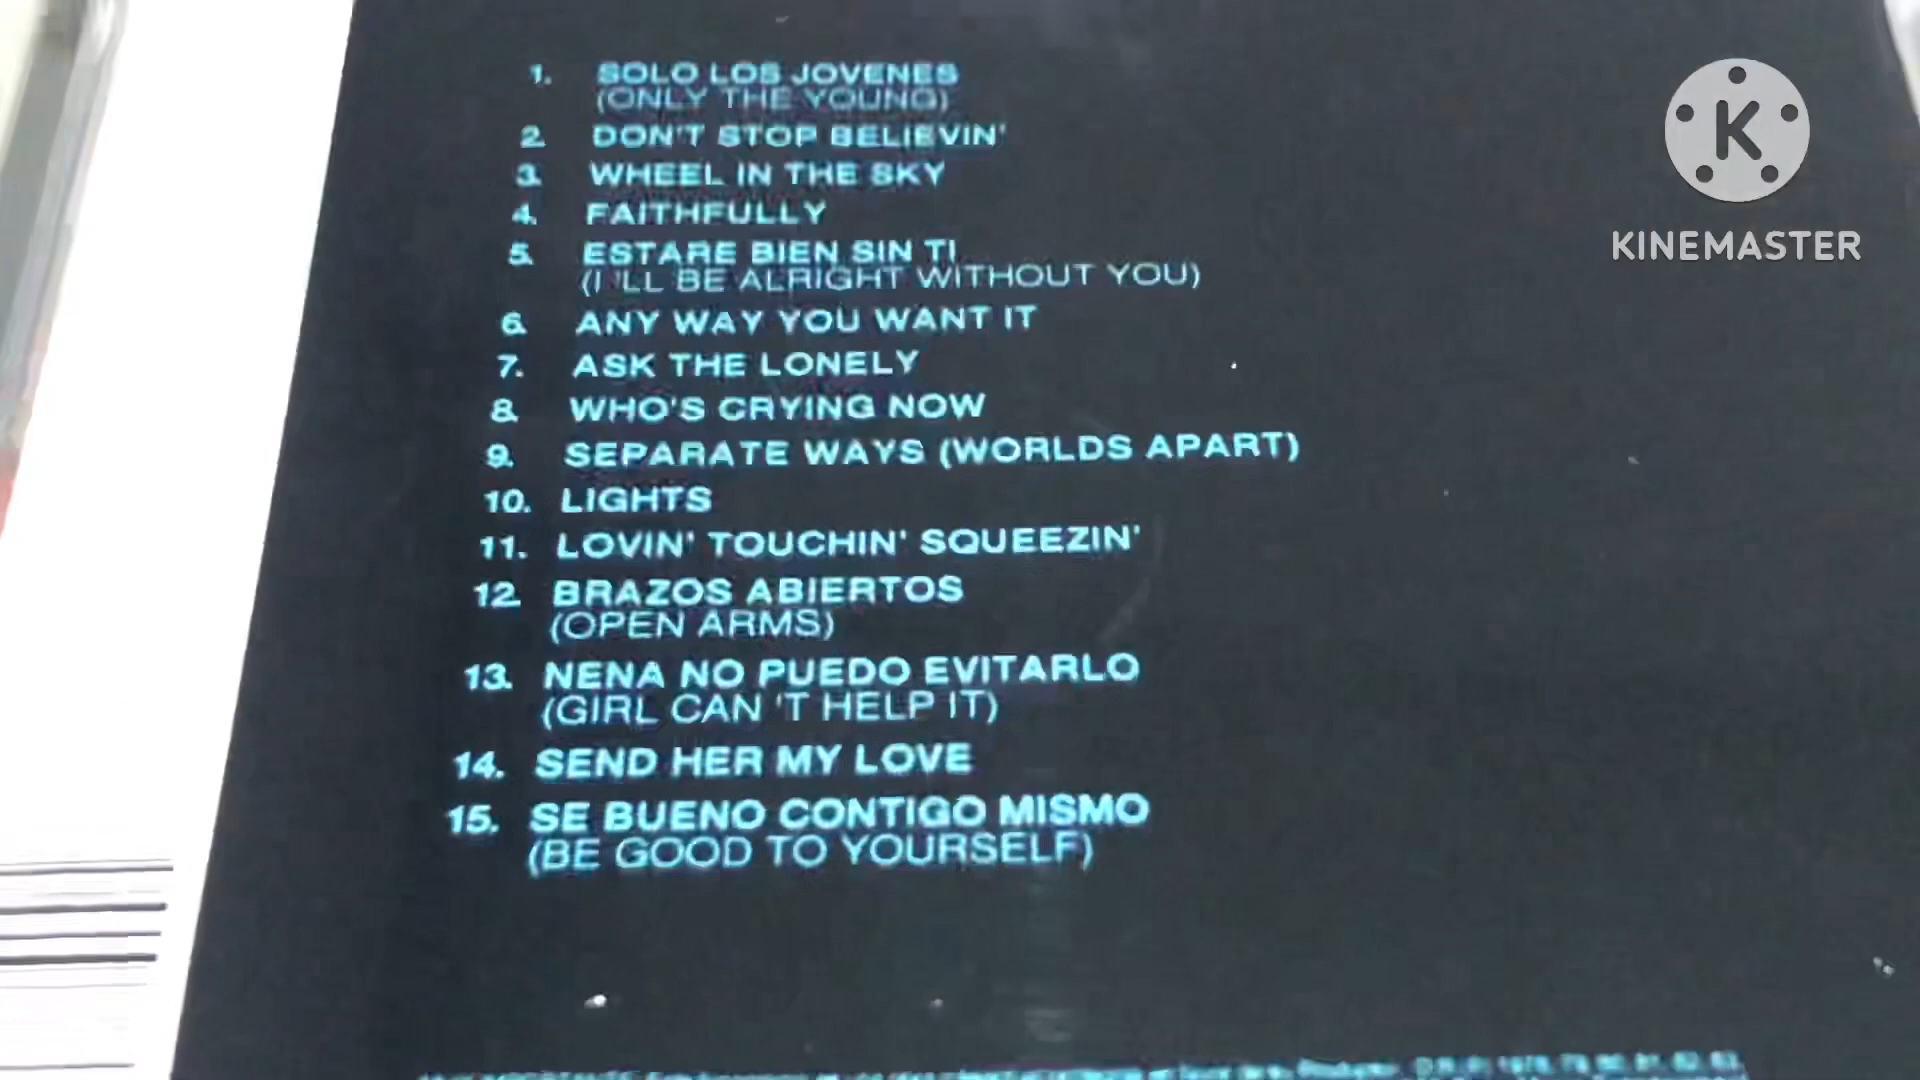 1. SOLO LOS JOVENES
(ONLY THE YOUNG)
2. DON'T STOP BELIEVIN'
3. WHEEL IN THE SKY
4. FAITHFULLY
5. ESTARE BIEN SIN TI
(I 'LL BE ALRIGHT WITHOUT YOU)
6. ANY WAY YOU WANT IT
7. ASK THE LONELY
8. WHO'S CRYING NOW
9. SEPARATE WAYS (WORLDS APART)
10. LIGHTS
11. LOVIN' TOUCHIN' SQUEEZIN'
12. BRAZOS ABIERTOS
(OPEN ARMS)
13. NENA NO PUEDO EVITARLO
(GIRL CAN 'T HELP IT)
14. SEND HER MY LOVE
15. SE BUENO CONTIGO MISMO
(BE GOOD TO YOURSELF)
K
KINEMASTER